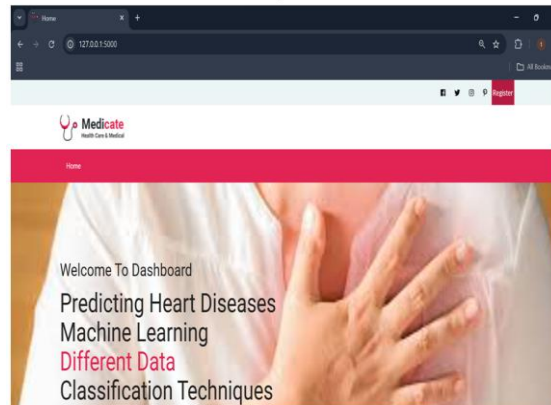 Home
127.0.0.1:5000
All Bookm
Register
Medicate
Health Care & Medical
Home
Welcome To Dashboard
Predicting Heart Diseases
Machine Learning
Different Data
Classification Techniques